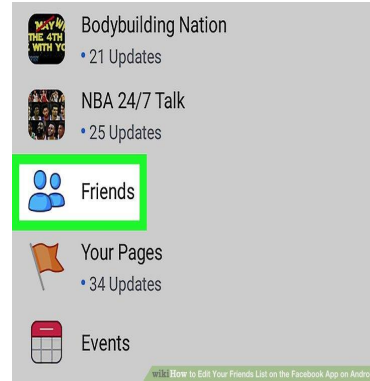 Bodybuilding Nation
• 21 Updates
NBA 24/7 Talk
• 25 Updates
Friends
Your Pages
• 34 Updates
Events
wikiHow to Edit Your Friends List on the Facebook App on Andro